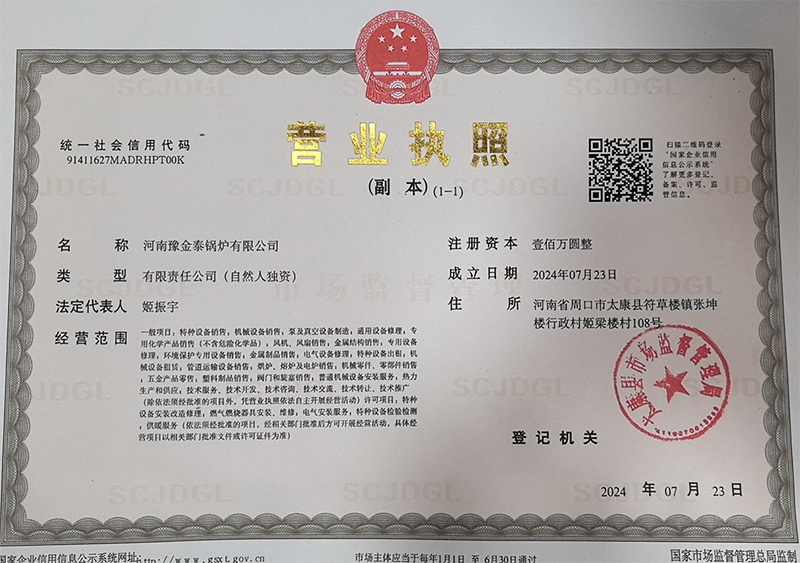 统一社会信用代码
91411627MADRHPT00K
营业执照
(副 本)(1-1)
扫描二维码登录
"国家企业信用
信息公示系统"
了解更多登记、
备案、许可、监
管信息。
名 称 河南豫金泰锅炉有限公司
类 型 有限责任公司（自然人独资）
法定代表人 姬振宇
经营范围 一般项目：特种设备销售；机械设备销售；泵及真空设备制造；通用设备修理；专
用化学产品销售（不含危险化学品）；风机、风扇销售；金属结构销售；专用设备
修理；环境保护专用设备销售；金属制品销售；电气设备修理；特种设备出租；机
械设备租赁；管道运输设备销售；烘炉、熔炉及电炉销售；机械零件、零部件销售
；五金产品零售；塑料制品销售；阀门和旋塞销售；普通机械设备安装服务；热力
生产和供应；技术服务、技术开发、技术咨询、技术交流、技术转让、技术推广
（除依法须经批准的项目外，凭营业执照依法自主开展经营活动）许可项目：特种
设备安装改造修理；燃气燃烧器具安装、维修；电气安装服务；特种设备检验检测
；供暖服务（依法须经批准的项目，经相关部门批准后方可开展经营活动，具体经
营项目以相关部门批准文件或许可证件为准）
注册资本 壹佰万圆整
成立日期 2024年07月23日
住 所 河南省周口市太康县符草楼镇张坤
楼行政村姬梁楼村108号
太康县市场监督管理局
登记机关
2024 年 07 月 23 日
SCJDGL
市场监督管理
国家企业信用信息公示系统网址：http://www.gsxt.gov.cn
市场主体应当于每年1月1日 至 6月30日通过
国家市场监督管理总局监制